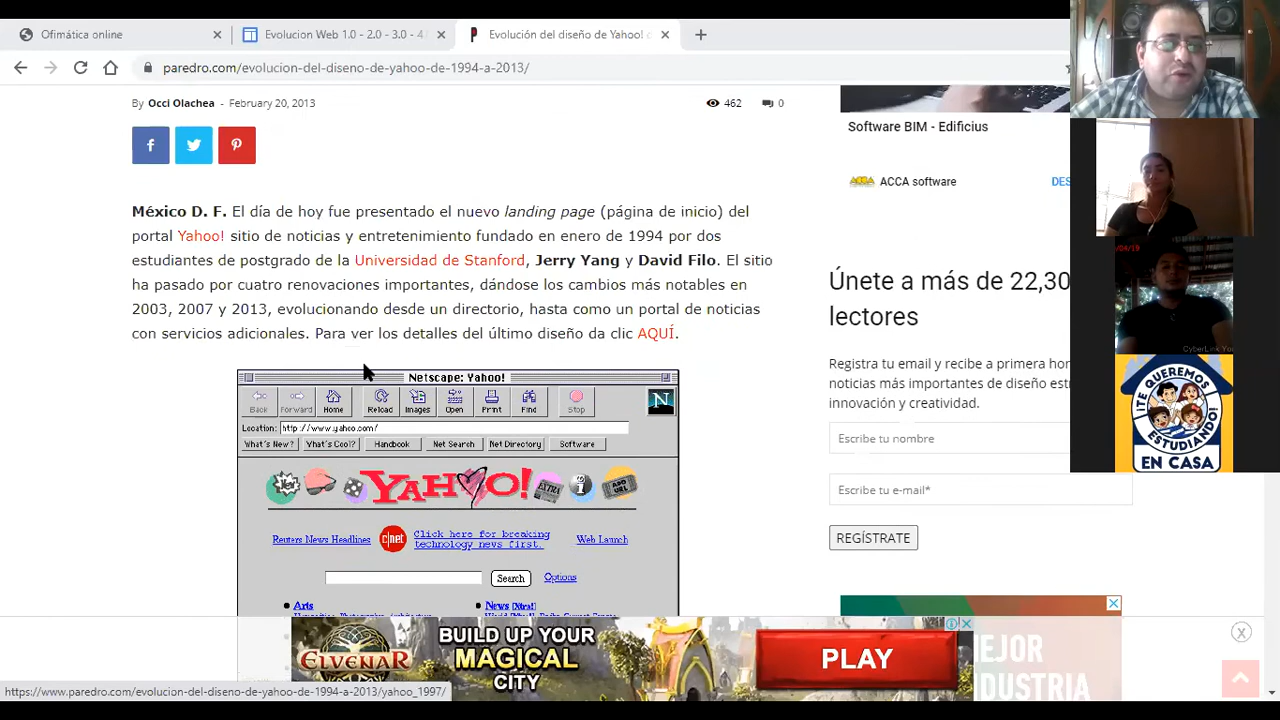 Ofimática online
Evolucion Web 1.0 - 2.0 - 3.0 - 4
Evolución del diseño de Yahoo!
paredro.com/evolucion-del-diseno-de-yahoo-de-1994-a-2013/
By Occi Olachea - February 20, 2013
462
0
México D. F. El día de hoy fue presentado el nuevo landing page (página de inicio) del
portal Yahoo! sitio de noticias y entretenimiento fundado en enero de 1994 por dos
estudiantes de postgrado de la Universidad de Stanford, Jerry Yang y David Filo. El sitio
ha pasado por cuatro renovaciones importantes, dándose los cambios más notables en
2003, 2007 y 2013, evolucionando desde un directorio, hasta como un portal de noticias
con servicios adicionales. Para ver los detalles del último diseño da clic AQUÍ.
Netscape: Yahoo!
Back Forward Home Reload Images Open Print Find Stop
N
Location: http://www.yahoo.com/
What's New? What's Cool? Handbook Net Search Net Directory Software
YAHOO!
EXTRA
Reuters News Headlines
c|net
Click here for breaking
technology news first.
Web Launch
Search Options
Arts
News [Xtra!]
Software BIM - Edificius
ACCA software
DES
Únete a más de 22,30
lectores
Registra tu email y recibe a primera hor
noticias más importantes de diseño estr
innovación y creatividad.
Escribe tu nombre
Escribe tu e-mail*
REGÍSTRATE
/04/19
CyberLink You
¡TE QUEREMOS
ESTUDIANDO!
EN CASA
ELVENAR
BUILD UP YOUR
MAGICAL
CITY
PLAY
EJOR
NDUSTRIA
https://www.paredro.com/evolucion-del-diseno-de-yahoo-de-1994-a-2013/yahoo_1997/